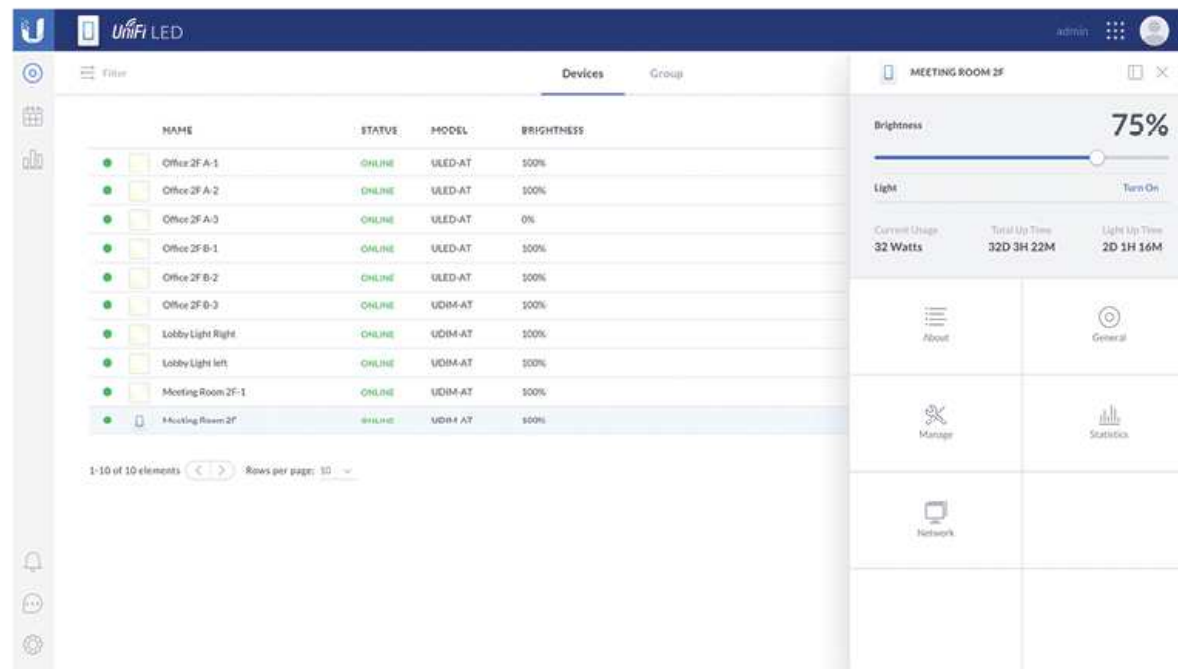 UniFi LED
admin
Filter
Devices Group
NAME STATUS MODEL BRIGHTNESS
Office 2F A-1 ONLINE ULED-AT 100%
Office 2F A-2 ONLINE ULED-AT 100%
Office 2F A-3 ONLINE ULED-AT 0%
Office 2F B-1 ONLINE ULED-AT 100%
Office 2F B-2 ONLINE ULED-AT 100%
Office 2F B-3 ONLINE UDIM-AT 100%
Lobby Light Right ONLINE UDIM-AT 100%
Lobby Light left ONLINE UDIM-AT 100%
Meeting Room 2F-1 ONLINE UDIM-AT 100%
Meeting Room 2F ONLINE UDIM-AT 100%
1-10 of 10 elements Rows per page: 10
MEETING ROOM 2F
Brightness 75%
Light Turn On
Current Usage Total Up Time Light Up Time
32 Watts 32D 3H 22M 2D 1H 16M
About General
Manage Statistics
Network